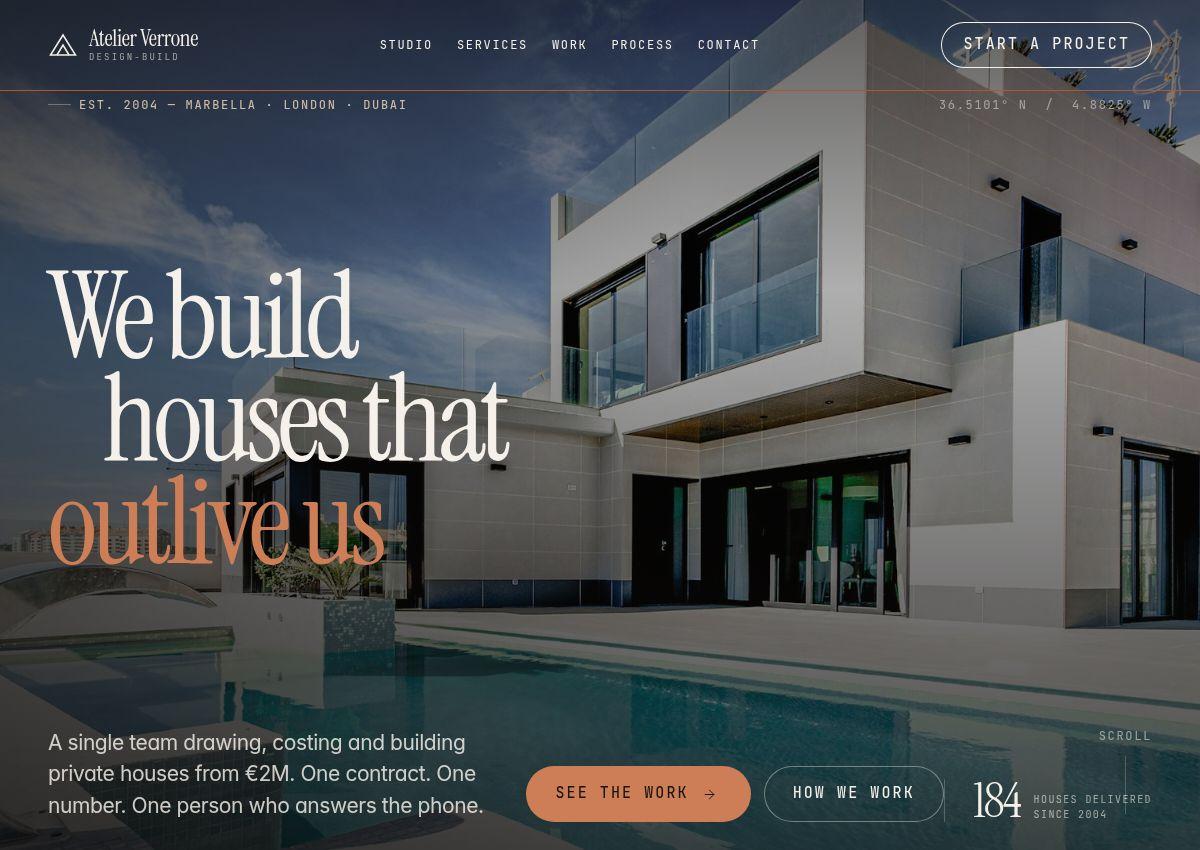 Atelier Verrone
DESIGN-BUILD
STUDIO SERVICES WORK PROCESS CONTACT
START A PROJECT
EST. 2004 — MARBELLA · LONDON · DUBAI
36.5101° N / 4.8825° W
We build
houses that
outlive us
A single team drawing, costing and building
private houses from €2M. One contract. One
number. One person who answers the phone.
SEE THE WORK →
HOW WE WORK
184
HOUSES DELIVERED
SINCE 2004
SCROLL